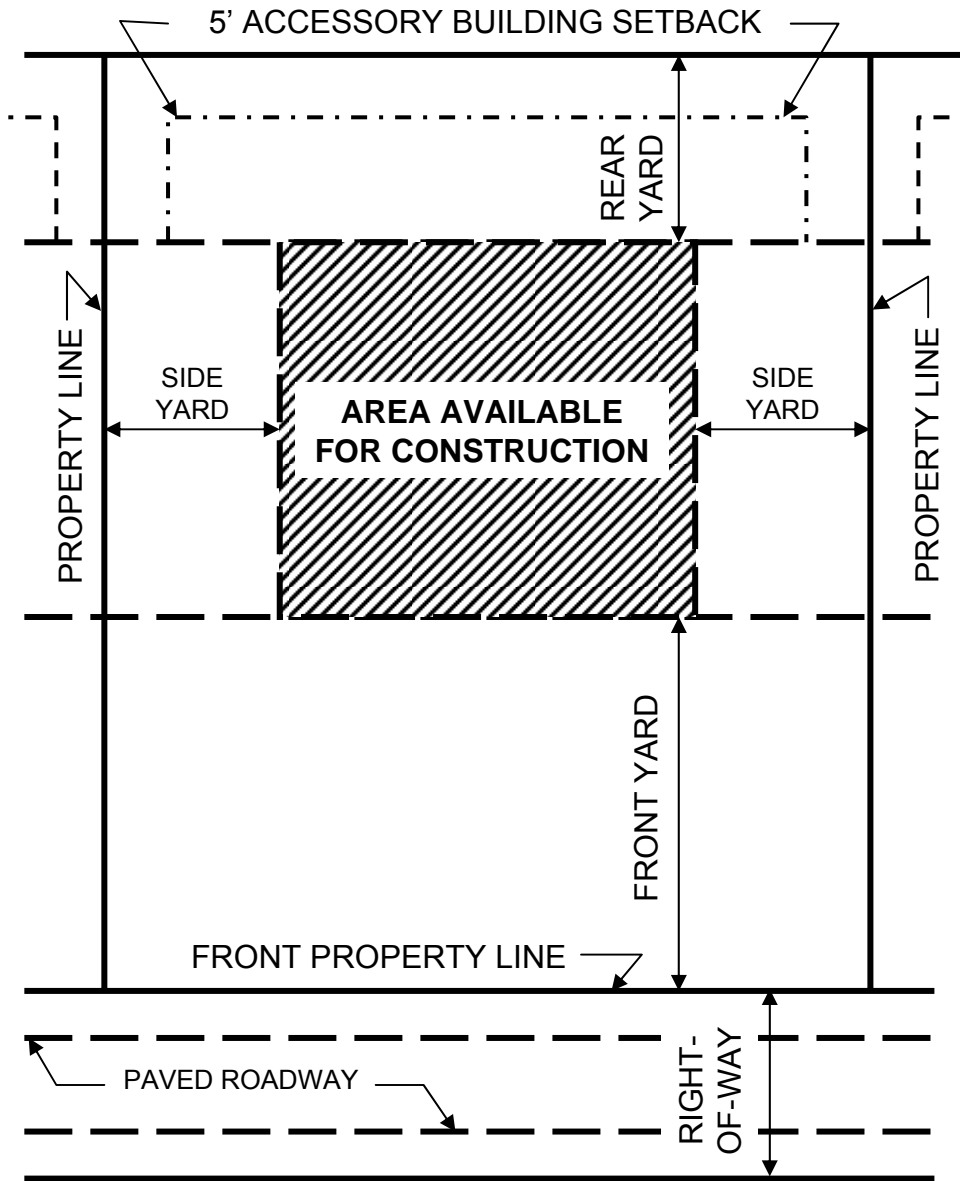 5’ ACCESSORY BUILDING SETBACK
REAR
YARD
PROPERTY LINE
SIDE
YARD
AREA AVAILABLE
FOR CONSTRUCTION
SIDE
YARD
PROPERTY LINE
FRONT YARD
FRONT PROPERTY LINE
PAVED ROADWAY
RIGHT-
OF-WAY